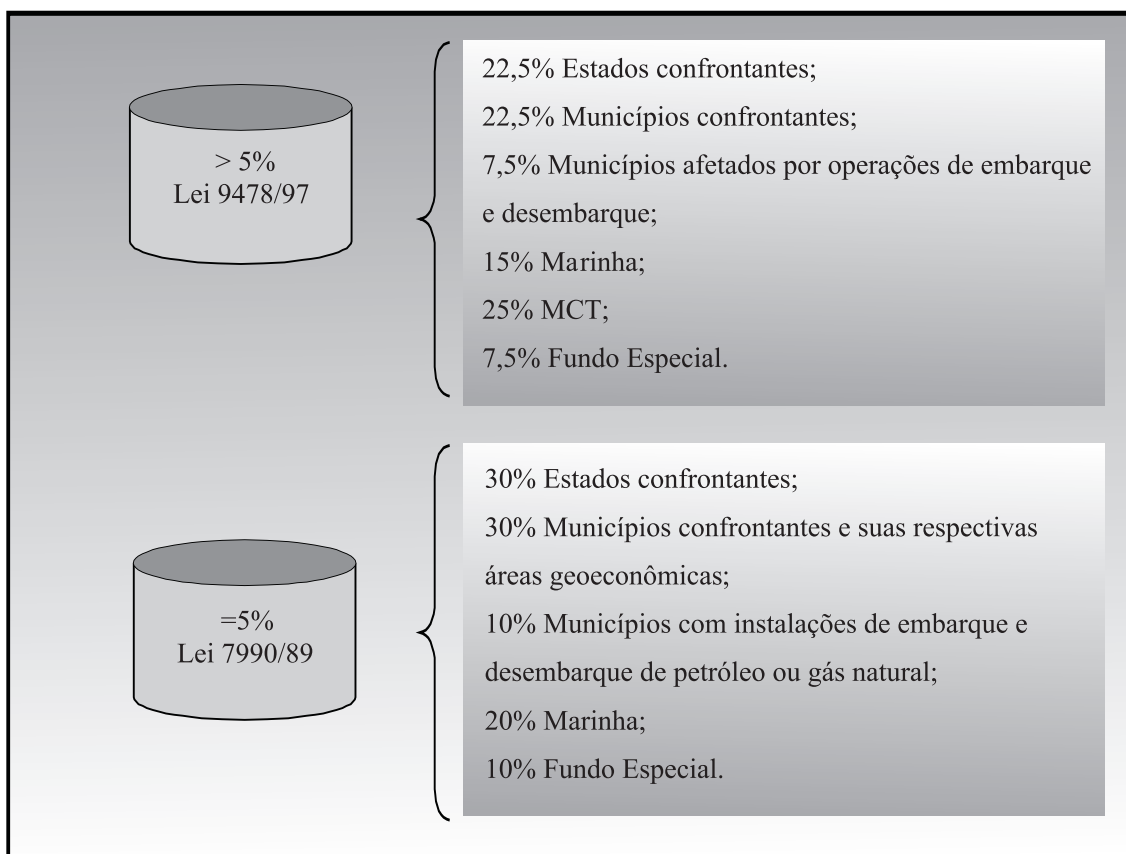 > 5%
Lei 9478/97
22,5% Estados confrontantes;
22,5% Municípios confrontantes;
7,5% Municípios afetados por operações de embarque
e desembarque;
15% Marinha;
25% MCT;
7,5% Fundo Especial.
=5%
Lei 7990/89
30% Estados confrontantes;
30% Municípios confrontantes e suas respectivas
áreas geoeconômicas;
10% Municípios com instalações de embarque e
desembarque de petróleo ou gás natural;
20% Marinha;
10% Fundo Especial.